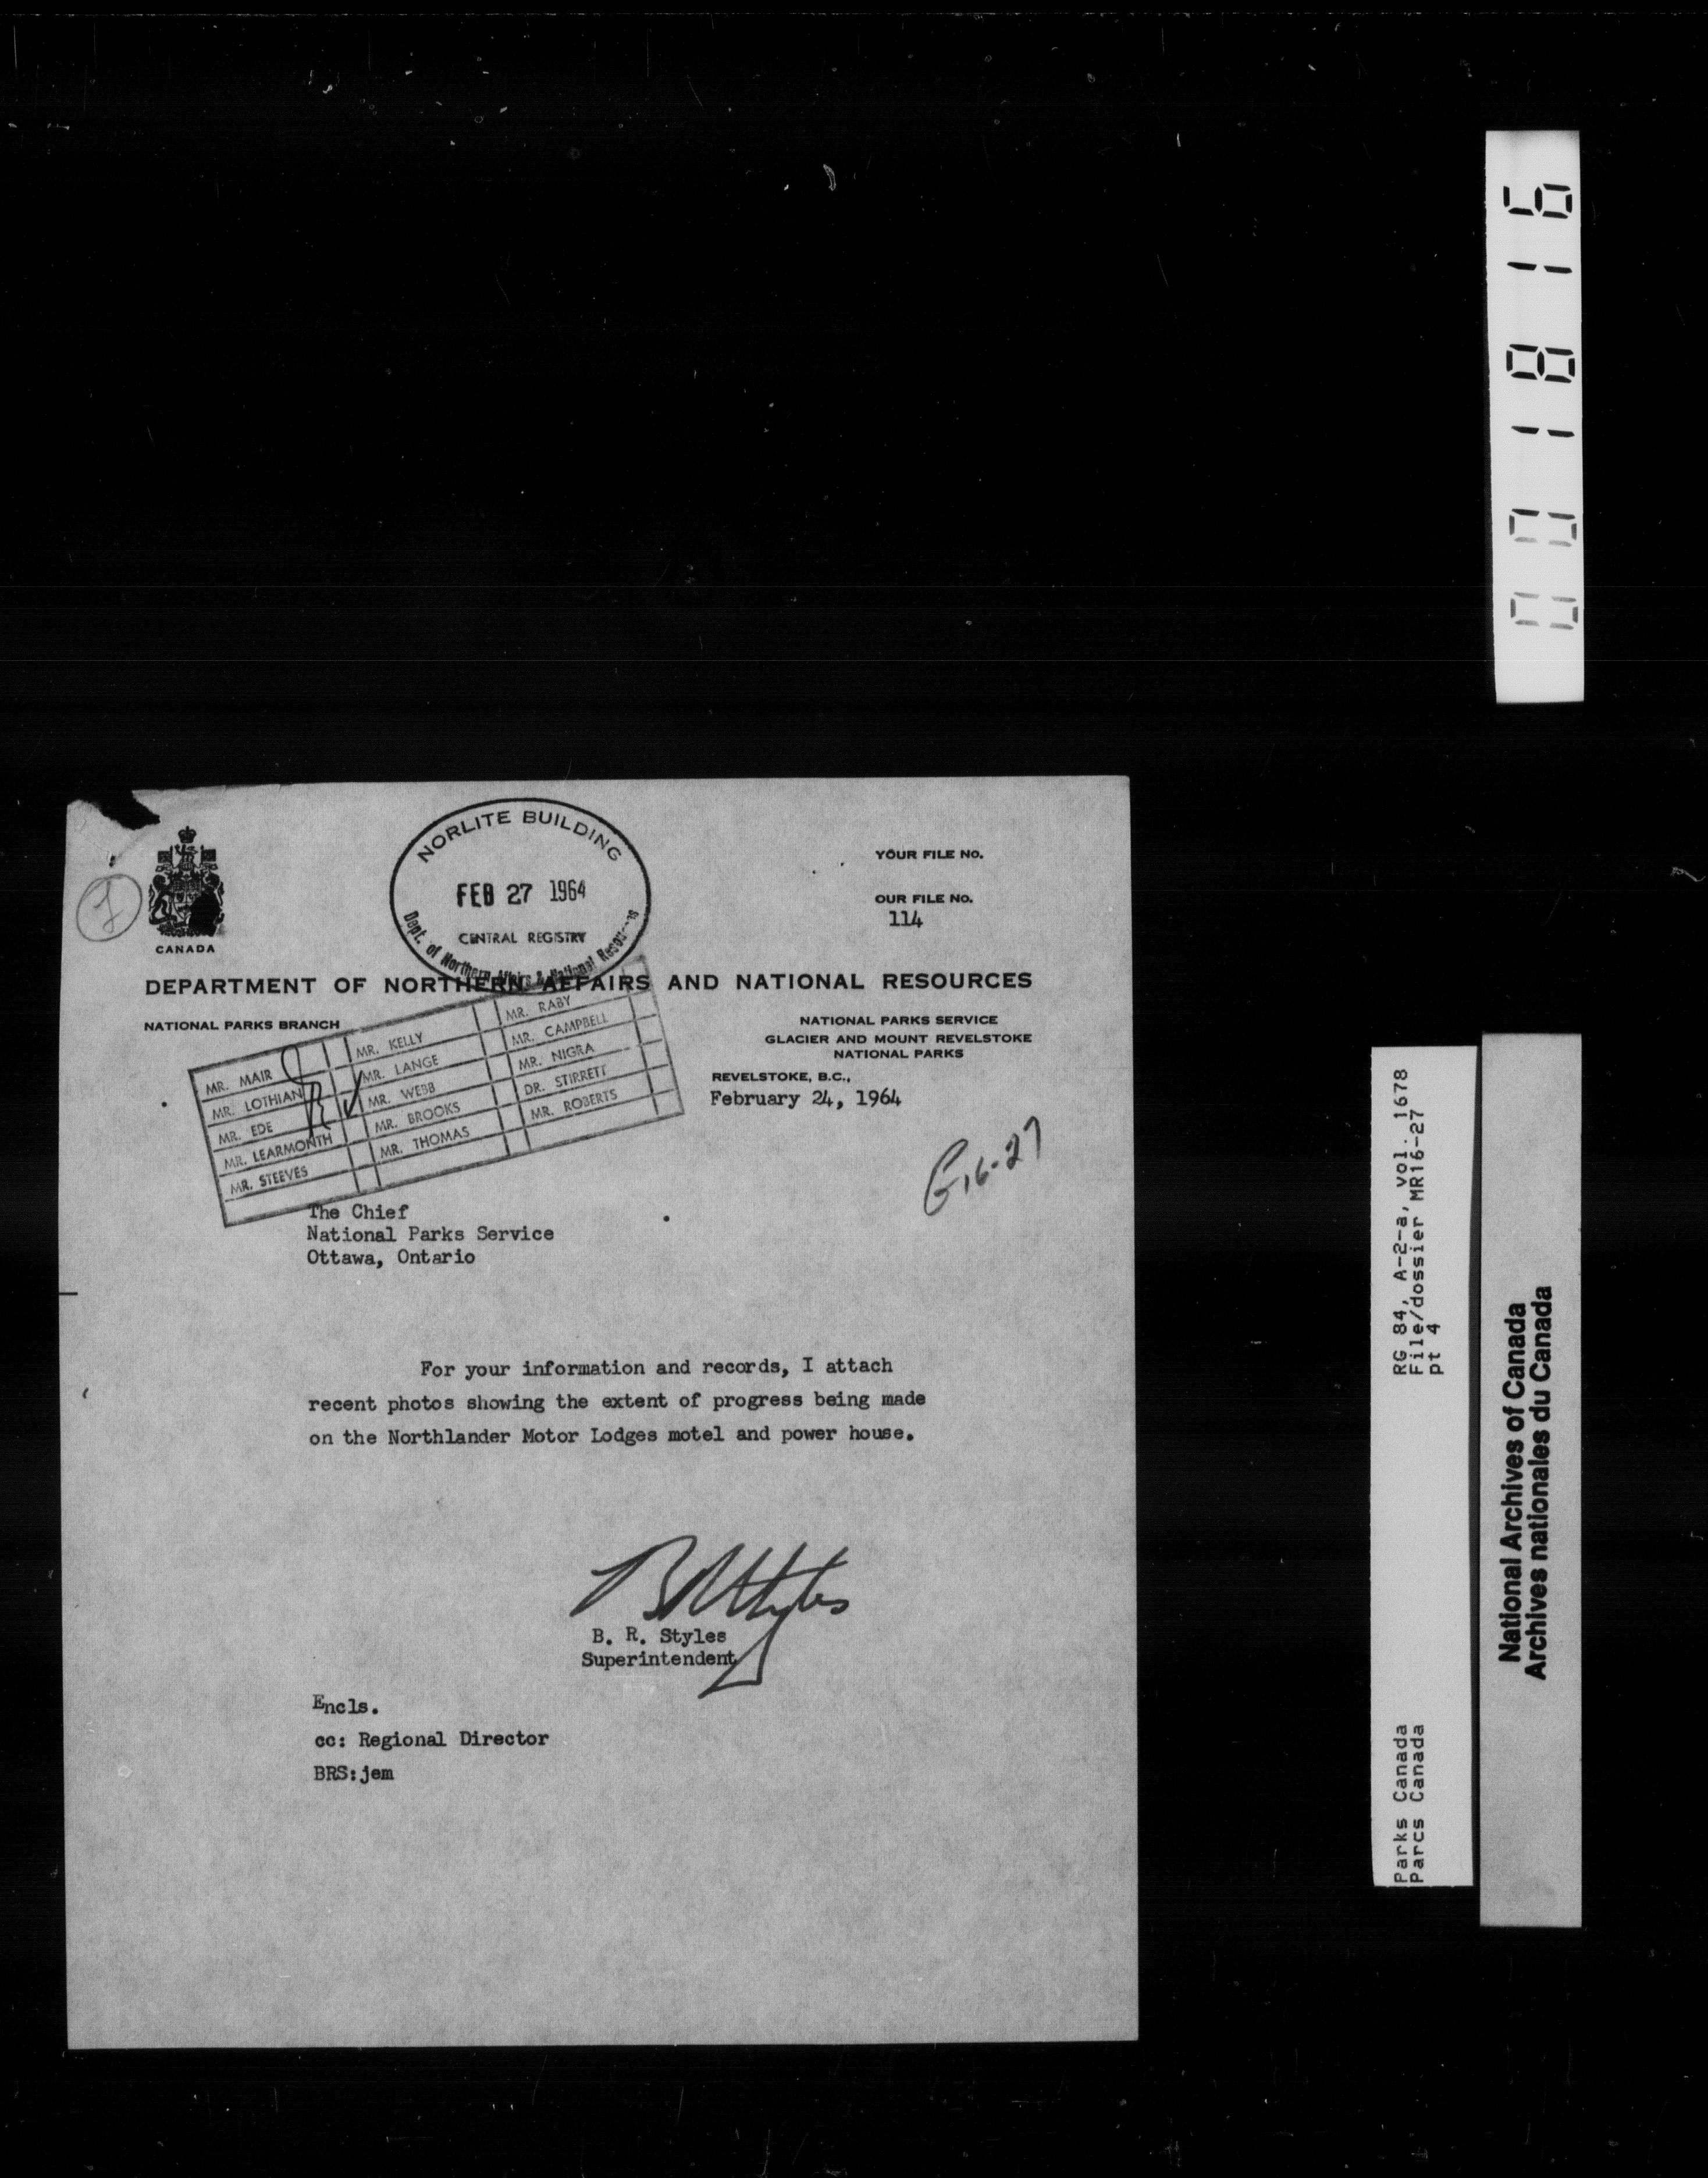 NORLITE BUILDING
FEB 27 1964
CENTRAL REGISTRY
Dept. of Northern Affairs & National Resources
YOUR FILE NO.
OUR FILE NO.
114
CANADA
DEPARTMENT OF NORTHERN AFFAIRS AND NATIONAL RESOURCES
NATIONAL PARKS BRANCH
NATIONAL PARKS SERVICE
GLACIER AND MOUNT REVELSTOKE
NATIONAL PARKS
REVELSTOKE, B.C.,
February 24, 1964
MR. MAIR
MR. LOTHIAN
MR. EDE
MR. LEARMONTH
MR. STEEVES
MR. KELLY
MR. LANGE
MR. WEBB
MR. BROOKS
MR. THOMAS
MR. RABY
MR. CAMPBELL
MR. NIGRA
DR. STIRRETT
MR. ROBERTS
G16-27
The Chief
National Parks Service
Ottawa, Ontario
For your information and records, I attach
recent photos showing the extent of progress being made
on the Northlander Motor Lodges motel and power house.
B. R. Styles
B. R. Styles
Superintendent
Encls.
cc: Regional Director
BRS:jem
001816
RG 84, A-2-a, vol. 1678
File/dossier MR16-27
pt 4
Parks Canada
Parcs Canada
National Archives of Canada
Archives nationales du Canada